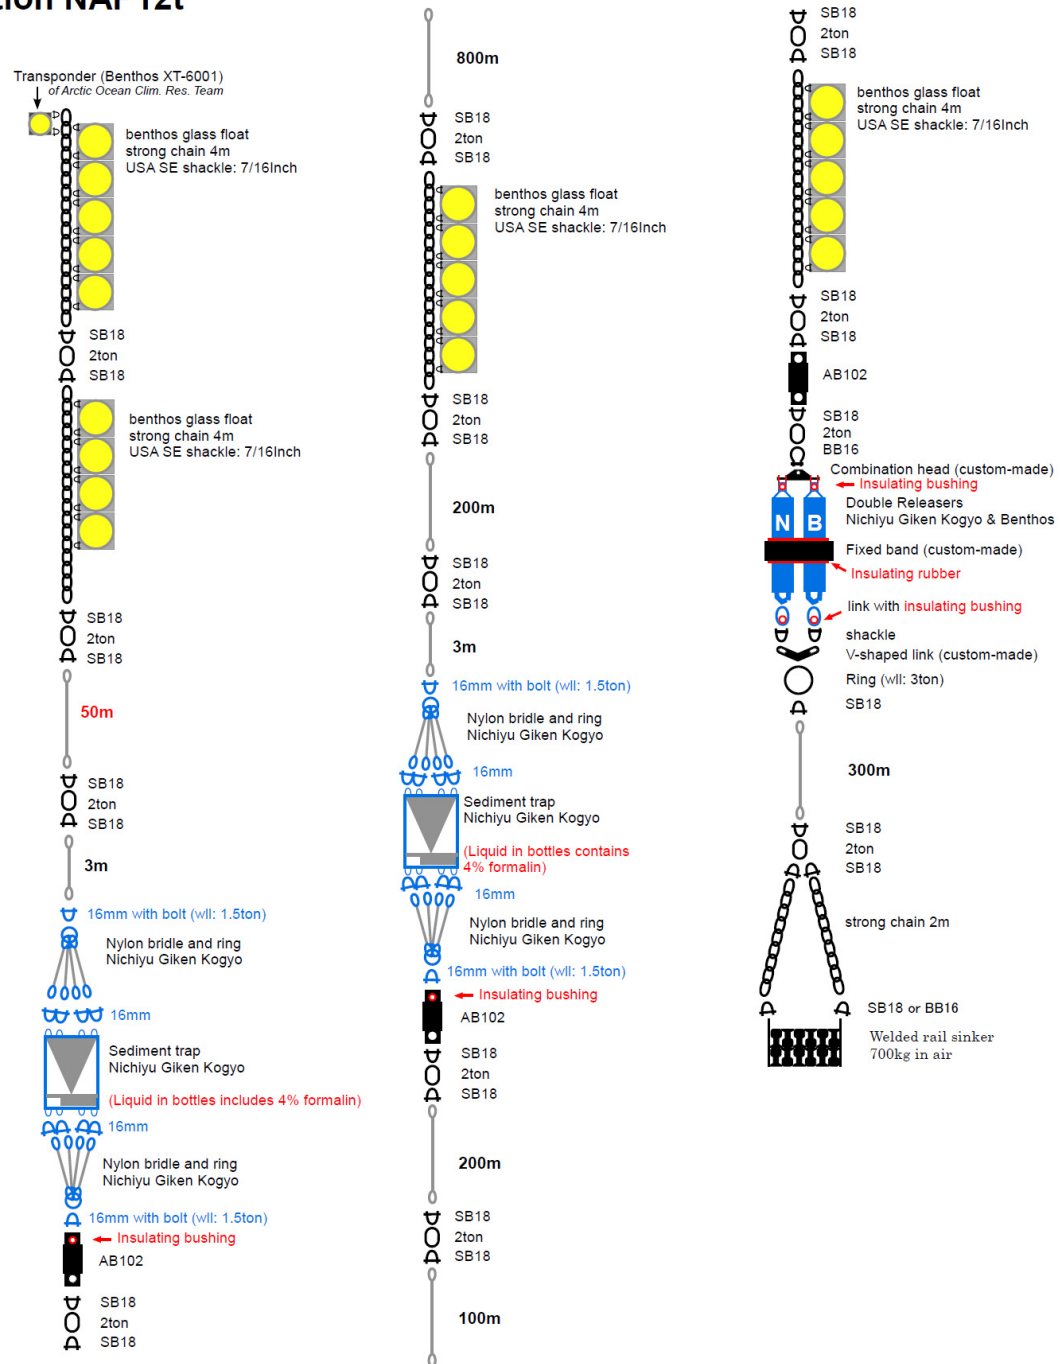 NAP12t
Transponder (Benthos XT-6001)
of Arctic Ocean Clim. Res. Team
benthos glass float
strong chain 4m
USA SE shackle: 7/16Inch
SB18
2ton
SB18
benthos glass float
strong chain 4m
USA SE shackle: 7/16Inch
SB18
2ton
SB18
50m
SB18
2ton
SB18
3m
16mm with bolt (wll: 1.5ton)
Nylon bridle and ring
Nichiyu Giken Kogyo
16mm
Sediment trap
Nichiyu Giken Kogyo
(Liquid in bottles includes 4% formalin)
16mm
Nylon bridle and ring
Nichiyu Giken Kogyo
16mm with bolt (wll: 1.5ton)
Insulating bushing
AB102
SB18
2ton
SB18
800m
SB18
2ton
SB18
benthos glass float
strong chain 4m
USA SE shackle: 7/16Inch
SB18
2ton
SB18
200m
SB18
2ton
SB18
3m
16mm with bolt (wll: 1.5ton)
Nylon bridle and ring
Nichiyu Giken Kogyo
16mm
Sediment trap
Nichiyu Giken Kogyo
(Liquid in bottles contains
4% formalin)
16mm
Nylon bridle and ring
Nichiyu Giken Kogyo
16mm with bolt (wll: 1.5ton)
Insulating bushing
AB102
SB18
2ton
SB18
200m
SB18
2ton
SB18
100m
SB18
2ton
SB18
benthos glass float
strong chain 4m
USA SE shackle: 7/16Inch
SB18
2ton
SB18
AB102
SB18
2ton
BB16
Combination head (custom-made)
Insulating bushing
Double Releasers
Nichiyu Giken Kogyo & Benthos
N B
Fixed band (custom-made)
Insulating rubber
link with insulating bushing
shackle
V-shaped link (custom-made)
Ring (wll: 3ton)
SB18
300m
SB18
2ton
SB18
strong chain 2m
SB18 or BB16
Welded rail sinker
700kg in air